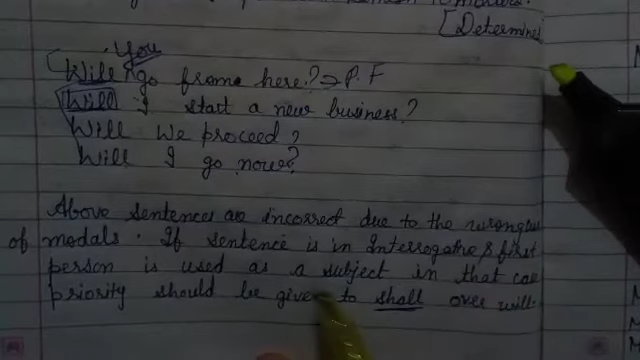 [Determine
You
[Will go from here? ⇒ P.F
Will I start a new business?
Will We proceed?
Will I go now?
Above sentences are incorrect due to the wrong use
of modals. If sentence is in Interrogative & first
person is used as a subject in that case
priority should be given to shall over will.